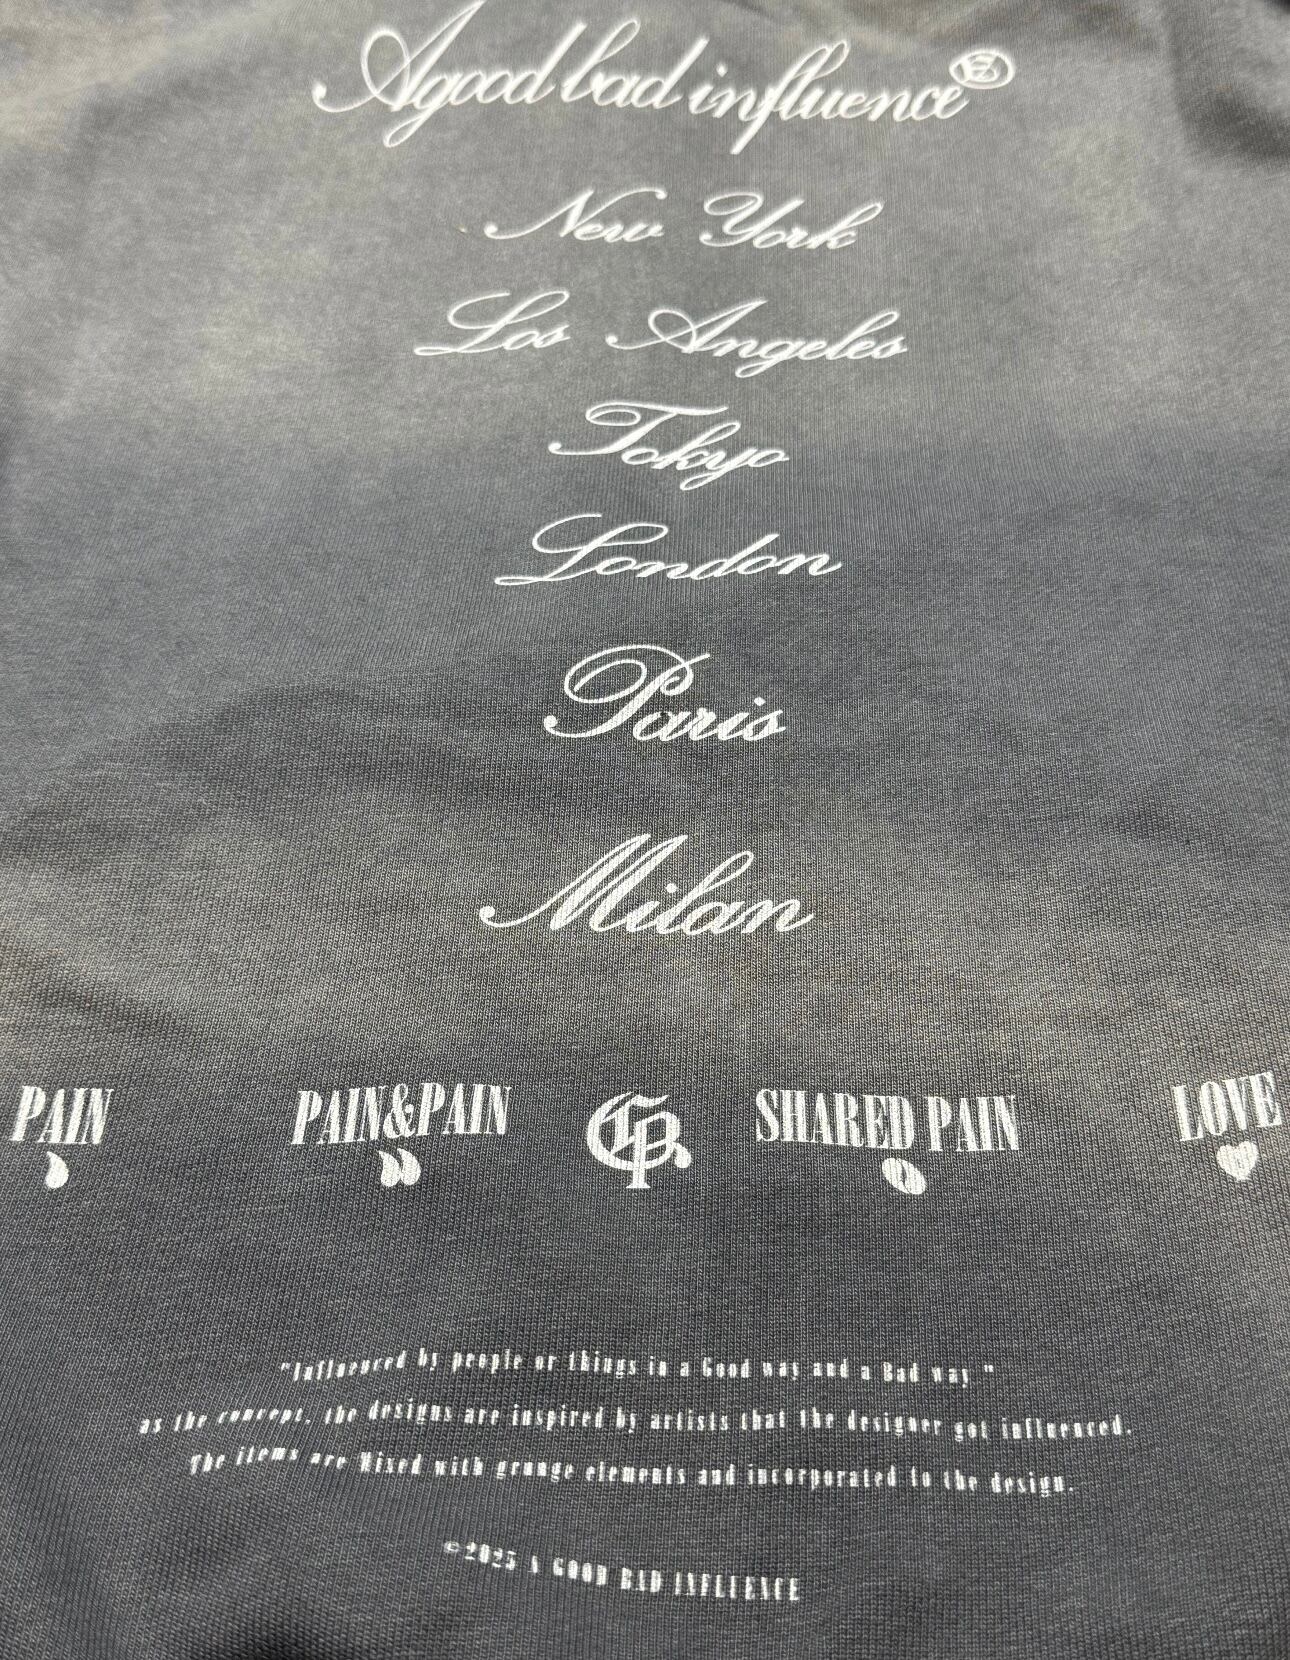 A good bad influence
New York
Los Angeles
Tokyo
London
Paris
Milan
PAIN PAIN&PAIN SHARED PAIN LOVE
"Influenced by people or things in a Good way and a Bad way"
as the concept, the designs are inspired by artists that the designer got influenced.
The items are Mixed with grunge elements and incorporated to the design.
©2025 A GOOD BAD INFLUENCE